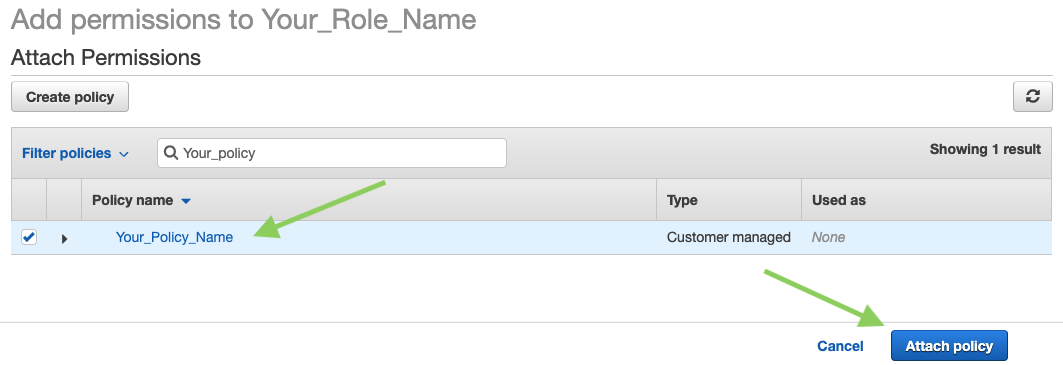 Add permissions to Your_Role_Name
Attach Permissions
Create policy
Filter policies
Your_policy
Showing 1 result
Policy name
Type
Used as
Your_Policy_Name
Customer managed
None
Cancel
Attach policy